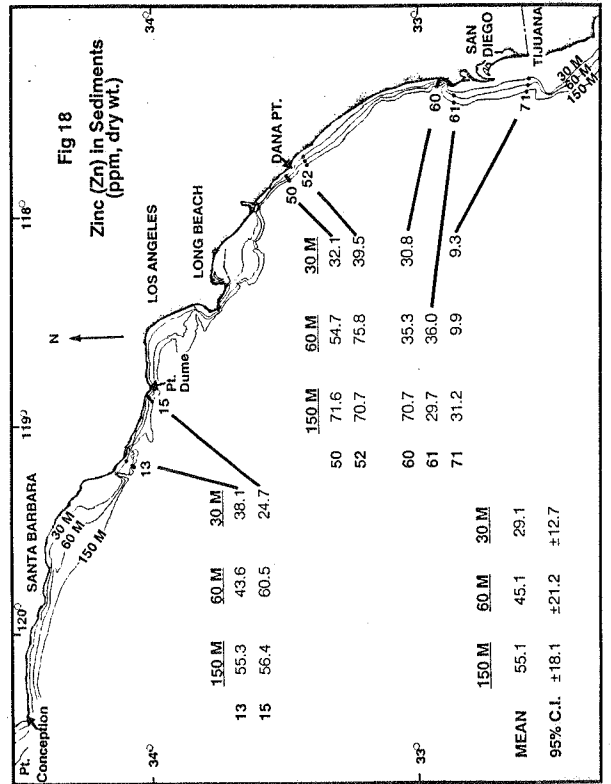 Fig 18
Zinc (Zn) in Sediments
(ppm, dry wt.)
120°
119
118
34°
34°
33°
33°
N
Pt.
Conception
SANTA BARBARA
30 M
60 M
150 M
13
15
Pt.
Dume
LOS ANGELES
LONG BEACH
50
52
DANA PT.
60
61
71
SAN
DIEGO
TIJUANA
30 M
60 M
150 M
150 M 60 M 30 M
13 55.3 43.6 38.1
15 56.4 60.5 24.7
150 M 60 M 30 M
50 71.6 54.7 32.1
52 70.7 75.8 39.5
60 70.7 35.3 30.8
61 29.7 36.0
71 31.2 9.9 9.3
150 M 60 M 30 M
MEAN 55.1 45.1 29.1
95% C.I. ±18.1 ±21.2 ±12.7